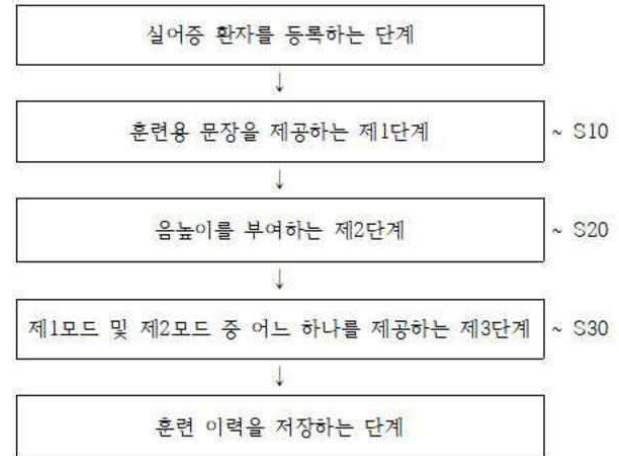 실어증 환자를 등록하는 단계
↓
훈련용 문장을 제공하는 제1단계 ~ S10
↓
음높이를 부여하는 제2단계 ~ S20
↓
제1모드 및 제2모드 중 어느 하나를 제공하는 제3단계 ~ S30
↓
훈련 이력을 저장하는 단계